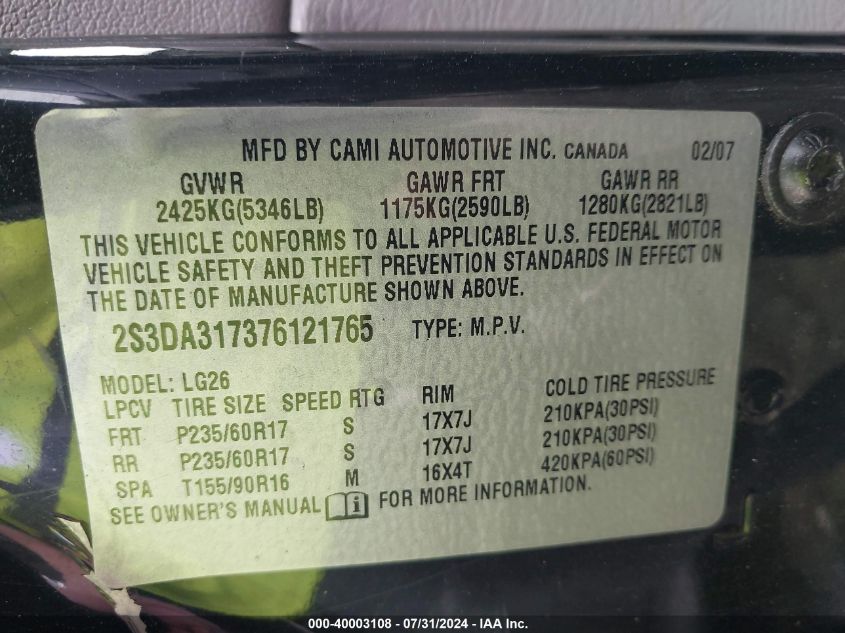 MFD BY CAMI AUTOMOTIVE INC. CANADA 02/07
GVWR GAWR FRT GAWR RR
2425KG(5346LB) 1175KG(2590LB) 1280KG(2821LB)
THIS VEHICLE CONFORMS TO ALL APPLICABLE U.S. FEDERAL MOTOR
VEHICLE SAFETY AND THEFT PREVENTION STANDARDS IN EFFECT ON
THE DATE OF MANUFACTURE SHOWN ABOVE.
2S3DA317376121765 TYPE: M.P.V.
MODEL: LG26
LPCV TIRE SIZE SPEED RTG RIM COLD TIRE PRESSURE
FRT P235/60R17 S 17X7J 210KPA(30PSI)
RR P235/60R17 S 17X7J 210KPA(30PSI)
SPA T155/90R16 M 16X4T 420KPA(60PSI)
SEE OWNER'S MANUAL i FOR MORE INFORMATION.
000-40003108 - 07/31/2024 - IAA Inc.